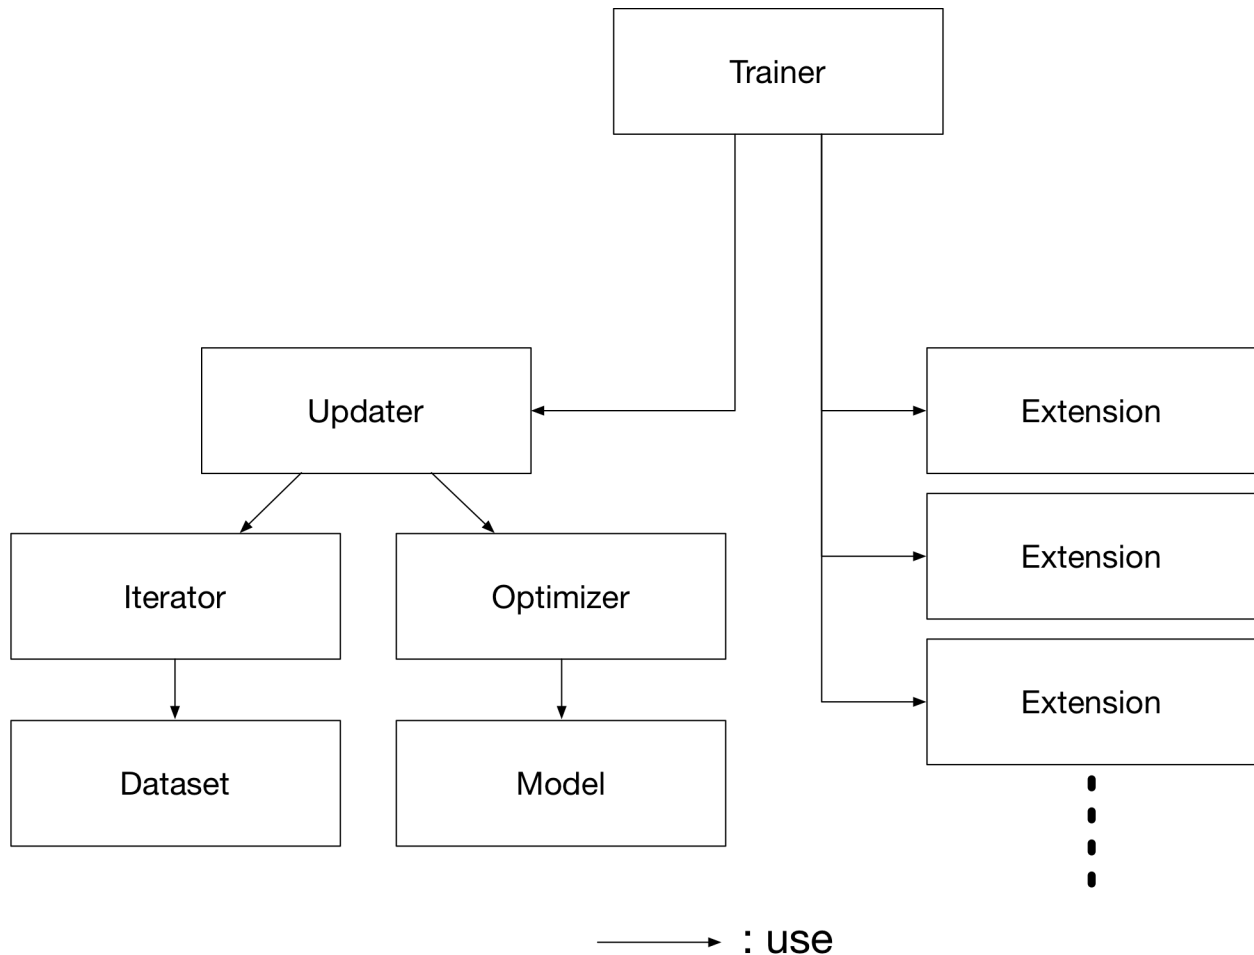 Trainer
Updater
Extension
Iterator
Optimizer
Extension
Dataset
Model
Extension
: use